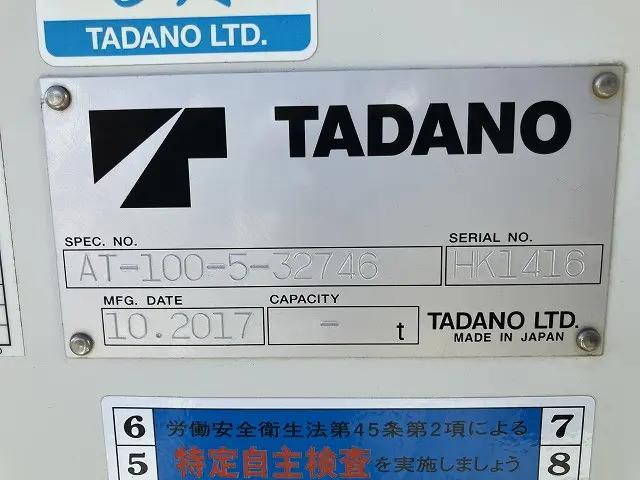 TADANO LTD.
TADANO
SPEC. NO.
SERIAL NO.
AT-100-5-32746
HK1416
MFG. DATE
CAPACITY
10.2017
- t
TADANO LTD.
MADE IN JAPAN
6 労働安全衛生法第45条第2項による 7
5 特定自主検査を実施しましょう 8